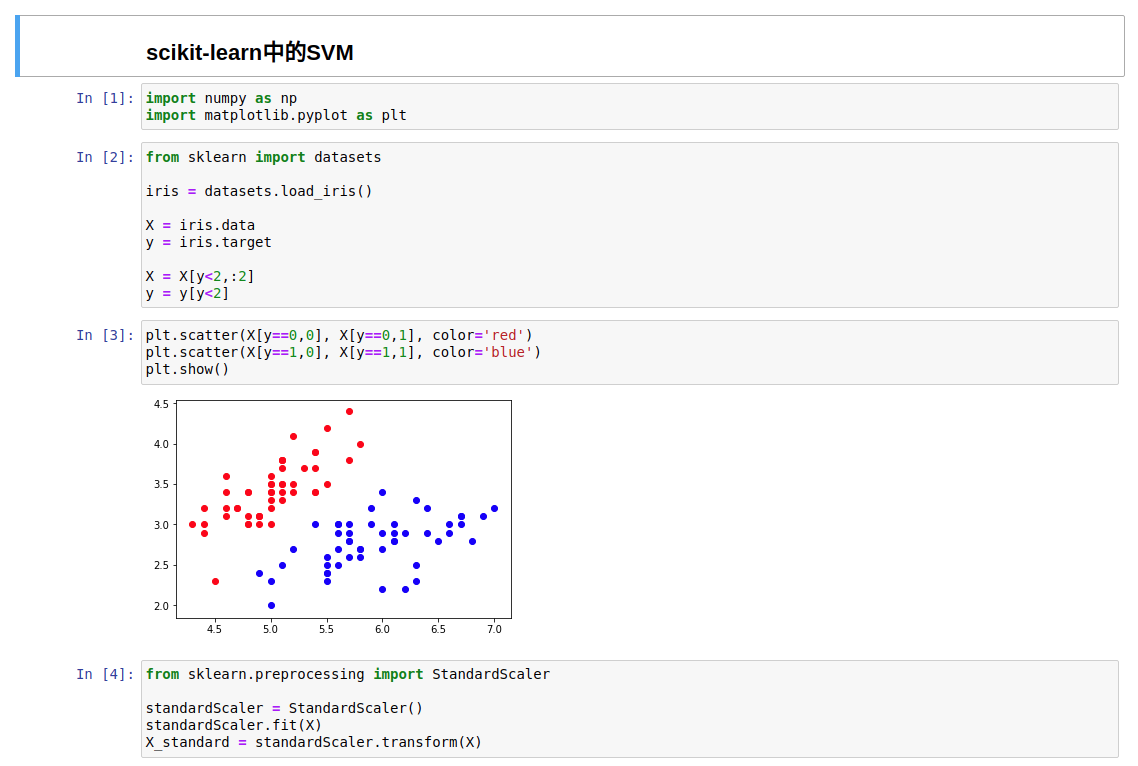 scikit-learn中的SVM
In [1]: import numpy as np
import matplotlib.pyplot as plt
In [2]: from sklearn import datasets
iris = datasets.load_iris()
X = iris.data
y = iris.target
X = X[y<2,:2]
y = y[y<2]
In [3]: plt.scatter(X[y==0,0], X[y==0,1], color='red')
plt.scatter(X[y==1,0], X[y==1,1], color='blue')
plt.show()
4.5
4.0
3.5
3.0
2.5
2.0
4.5 5.0 5.5 6.0 6.5 7.0
In [4]: from sklearn.preprocessing import StandardScaler
standardScaler = StandardScaler()
standardScaler.fit(X)
X_standard = standardScaler.transform(X)